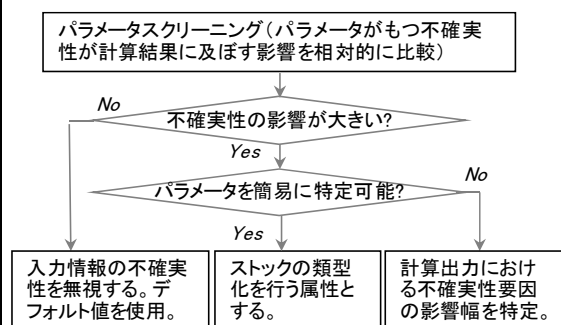 パラメータスクリーニング(パラメータがもつ不確実
性が計算結果に及ぼす影響を相対的に比較)
No
不確実性の影響が大きい?
Yes
No
パラメータを簡易に特定可能?
Yes
入力情報の不確実
性を無視する。デ
フォルト値を使用。
ストックの類型
化を行う属性と
する。
計算出力におけ
る不確実性要因
の影響幅を特定。